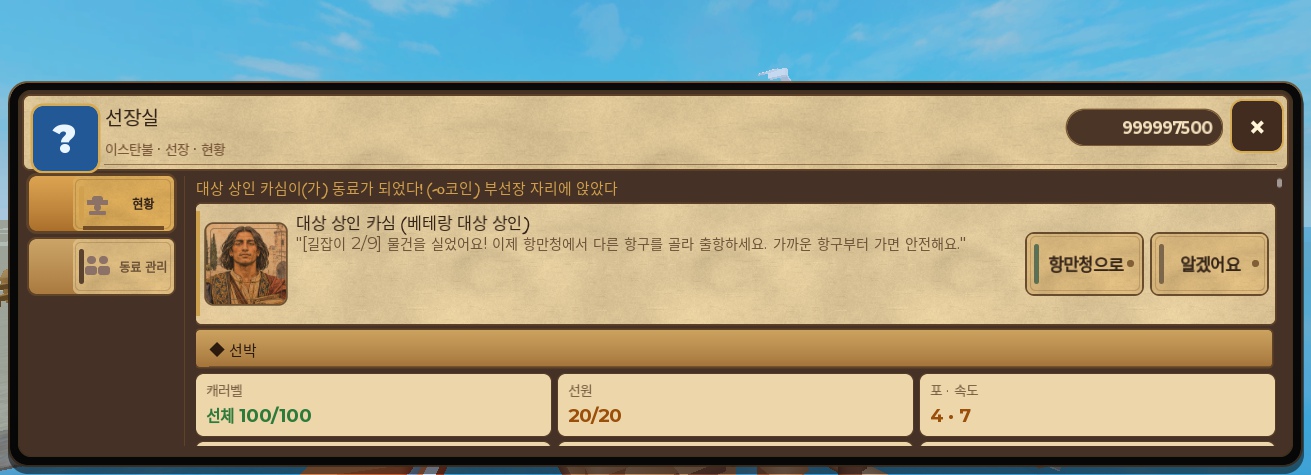 ?
선장실
이스탄불 · 선장 · 현황
999997500
×
현황
동료 관리
대상 상인 카심이(가) 동료가 되었다! (-0코인) 부선장 자리에 앉았다
대상 상인 카심 (베테랑 대상 상인)
"[길잡이 2/9] 물건을 실었어요! 이제 항만청에서 다른 항구를 골라 출항하세요. 가까운 항구부터 가면 안전해요."
항만청으로
알겠어요
◆ 선박
캐러벨
선체 100/100
선원
20/20
포 · 속도
4 · 7